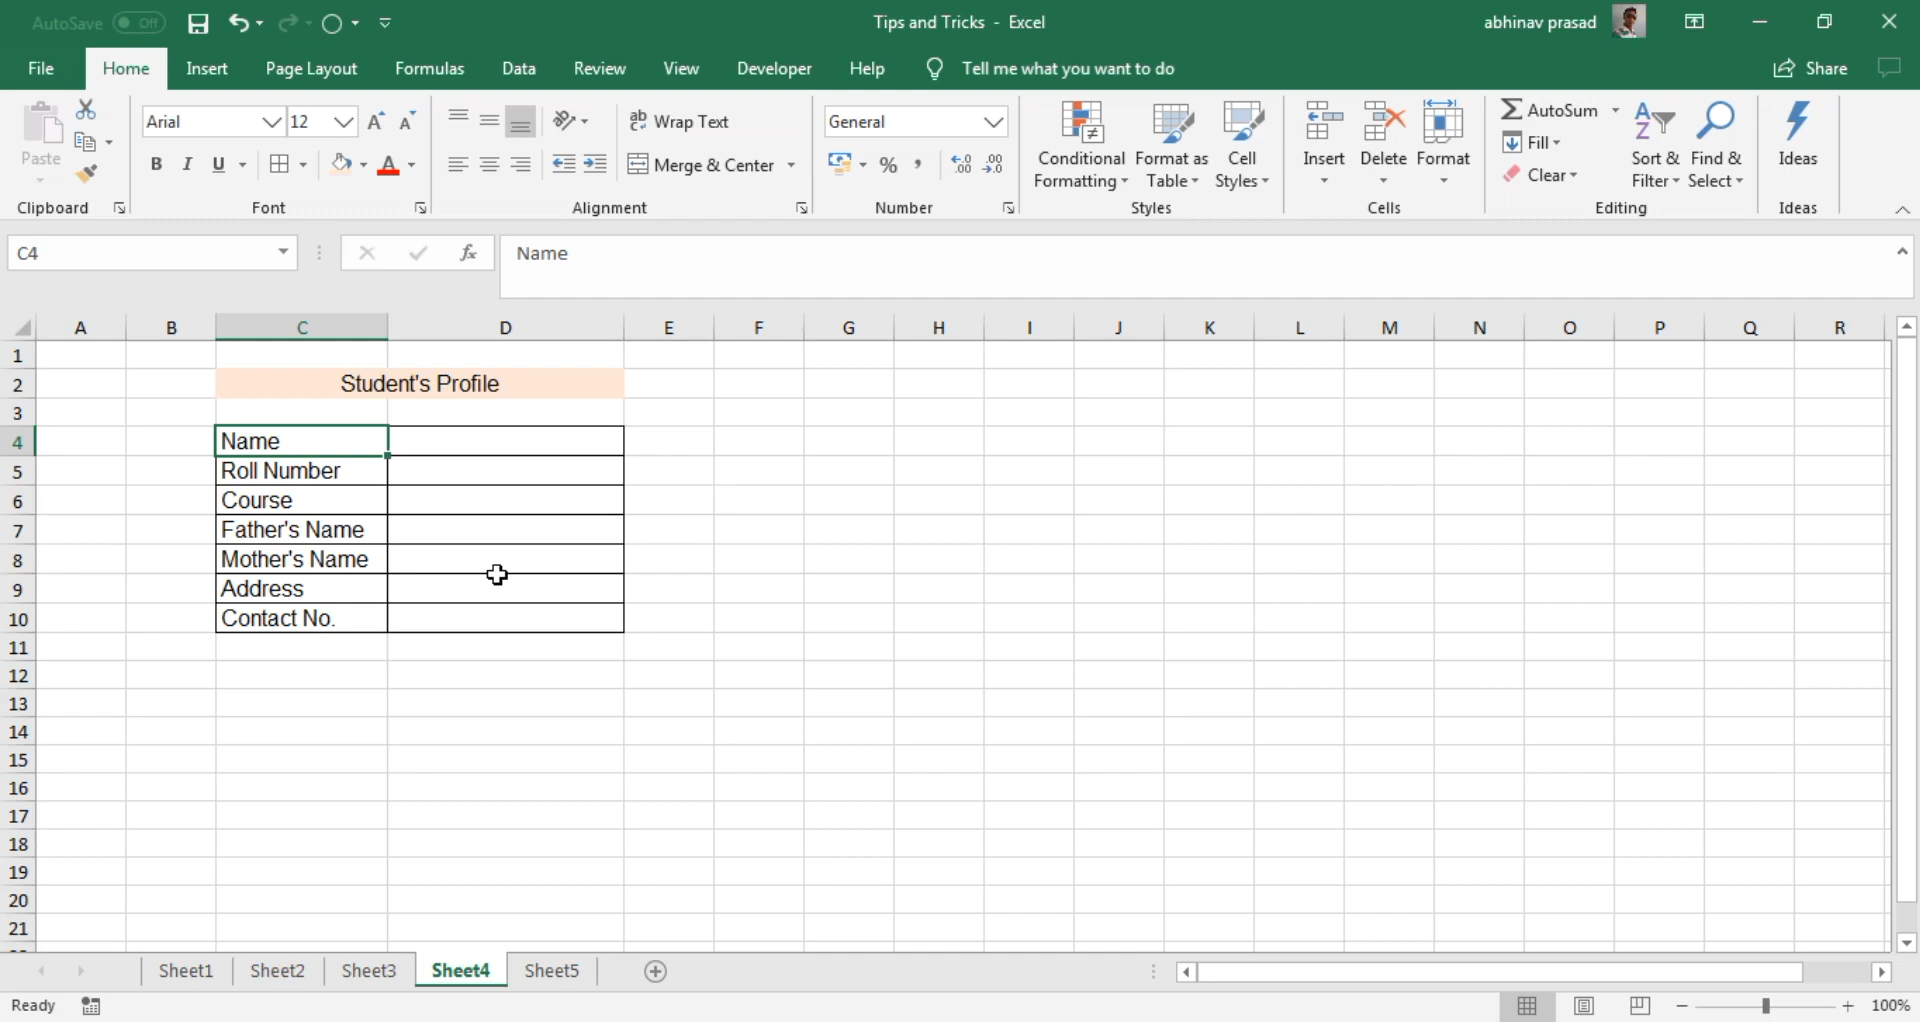 AutoSave Off Tips and Tricks - Excel abhinav prasad
File Home Insert Page Layout Formulas Data Review View Developer Help Tell me what you want to do Share
Paste
Clipboard
Arial 12
B I U A
Font
ab Wrap Text
Merge & Center
Alignment
General
% ,
Number
Conditional Formatting
Format as Table
Cell Styles
Styles
Insert Delete Format
Cells
AutoSum
Fill
Clear
Sort & Filter
Find & Select
Editing
Ideas
Ideas
C4 fx Name
A B C D E F G H I J K L M N O P Q R
1
2 Student's Profile
3
4 Name
5 Roll Number
6 Course
7 Father's Name
8 Mother's Name
9 Address
10 Contact No.
11
12
13
14
15
16
17
18
19
20
21
Sheet1 Sheet2 Sheet3 Sheet4 Sheet5
Ready 100%